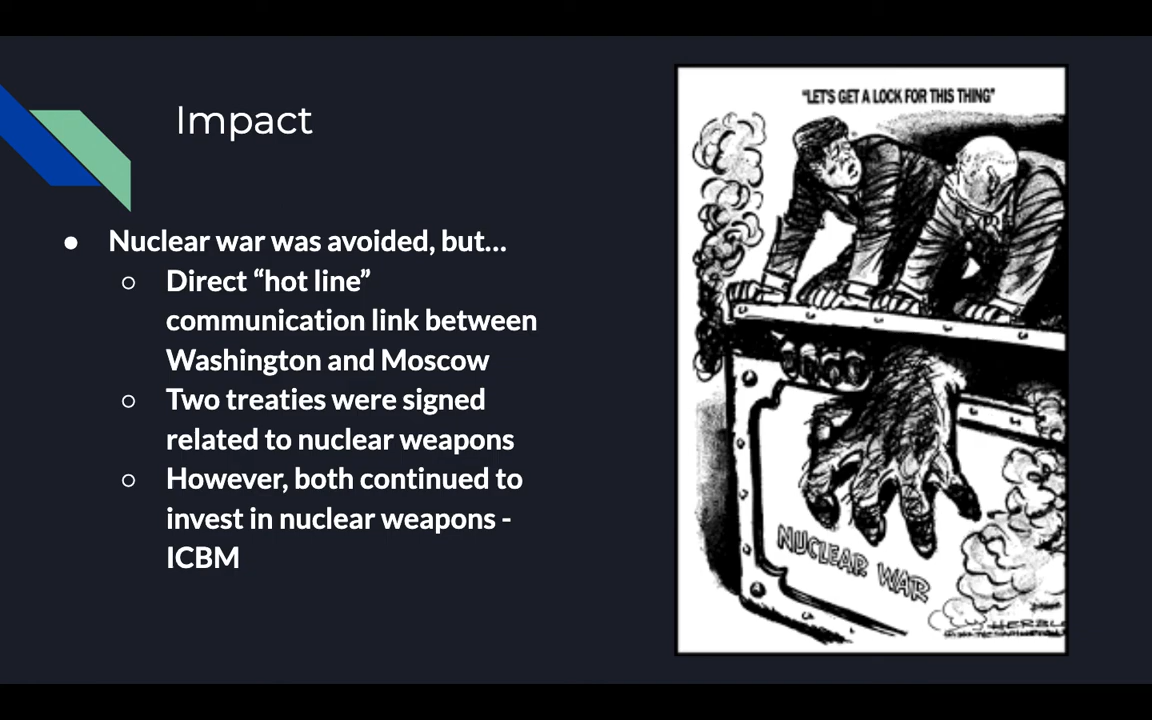 Impact
● Nuclear war was avoided, but...
○ Direct “hot line”
communication link between
Washington and Moscow
○ Two treaties were signed
related to nuclear weapons
○ However, both continued to
invest in nuclear weapons -
ICBM
"LET'S GET A LOCK FOR THIS THING"
NUCLEAR WAR